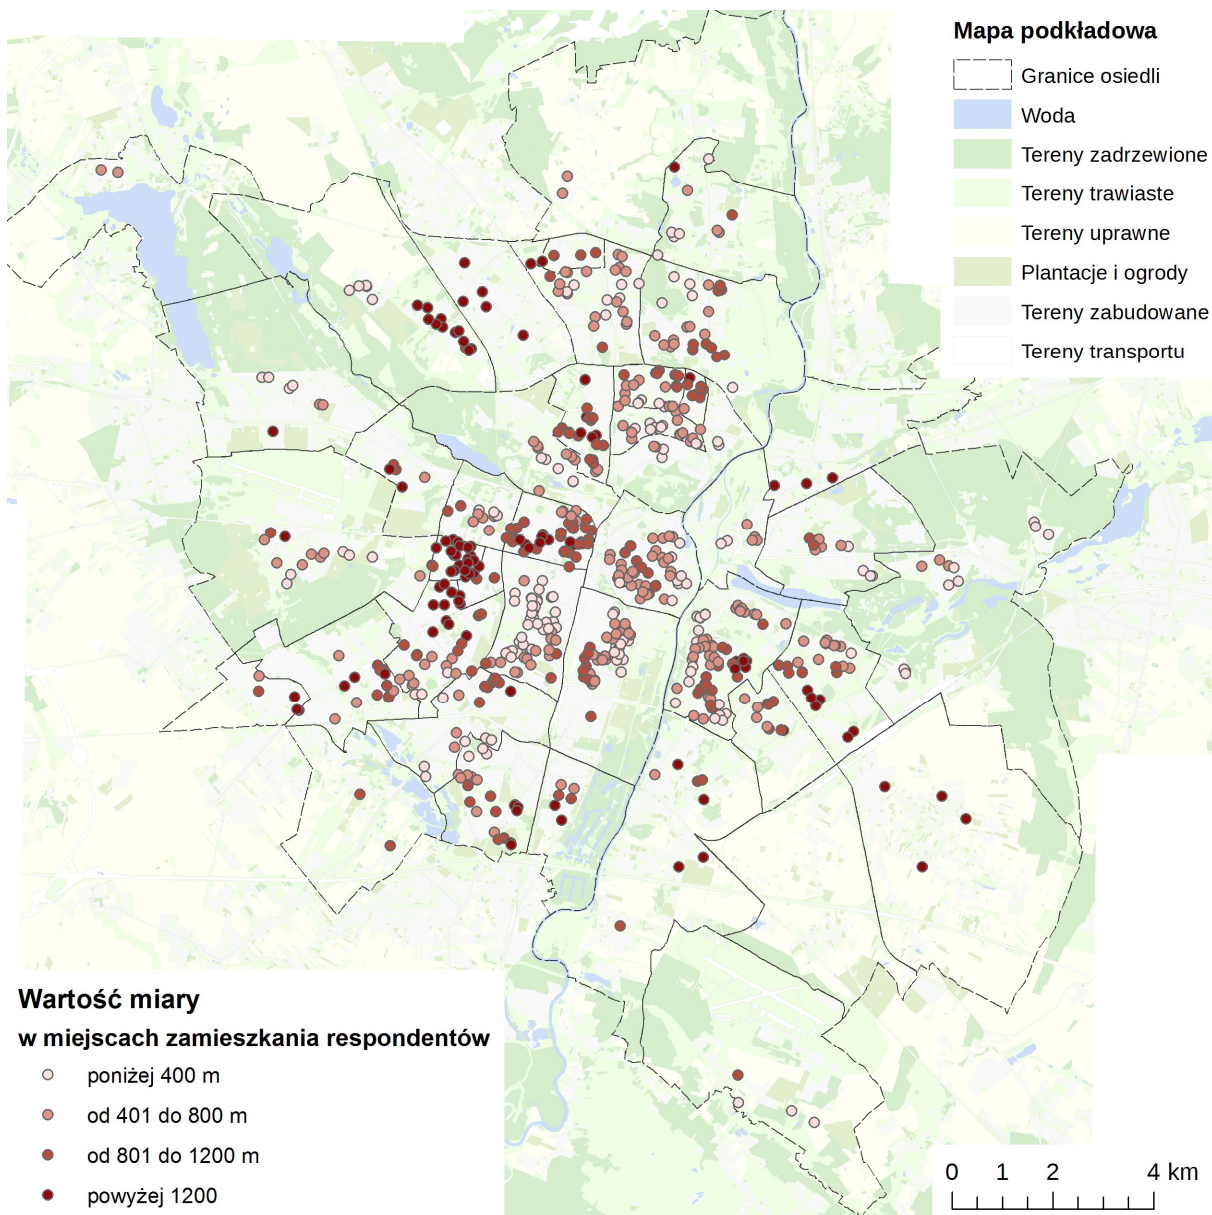 Mapa podkładowa
Granice osiedli
Woda
Tereny zadrzewione
Tereny trawiaste
Tereny uprawne
Plantacje i ogrody
Tereny zabudowane
Tereny transportu
Wartość miary
w miejscach zamieszkania respondentów
poniżej 400 m
od 401 do 800 m
od 801 do 1200 m
powyżej 1200
0 1 2 4 km